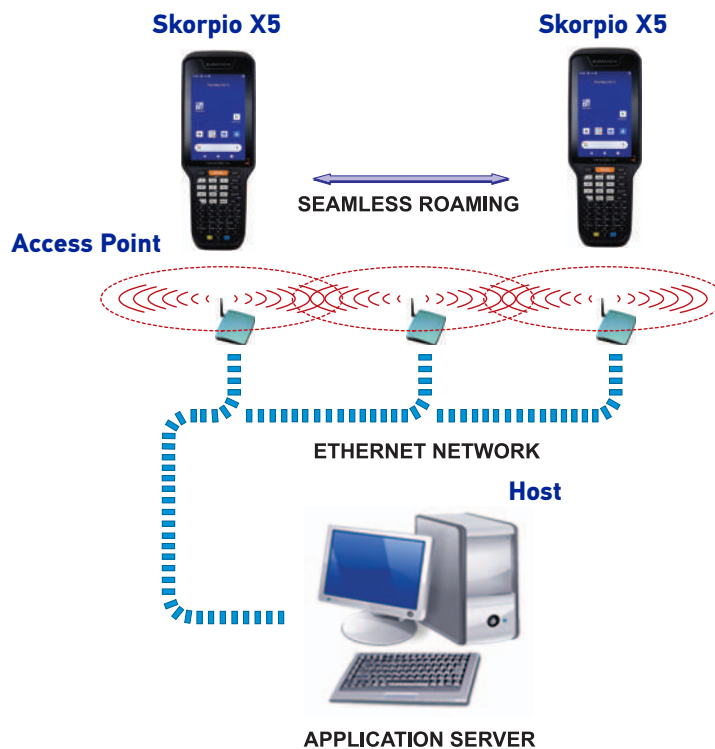 Skorpio X5
Skorpio X5
SEAMLESS ROAMING
Access Point
ETHERNET NETWORK
Host
APPLICATION SERVER